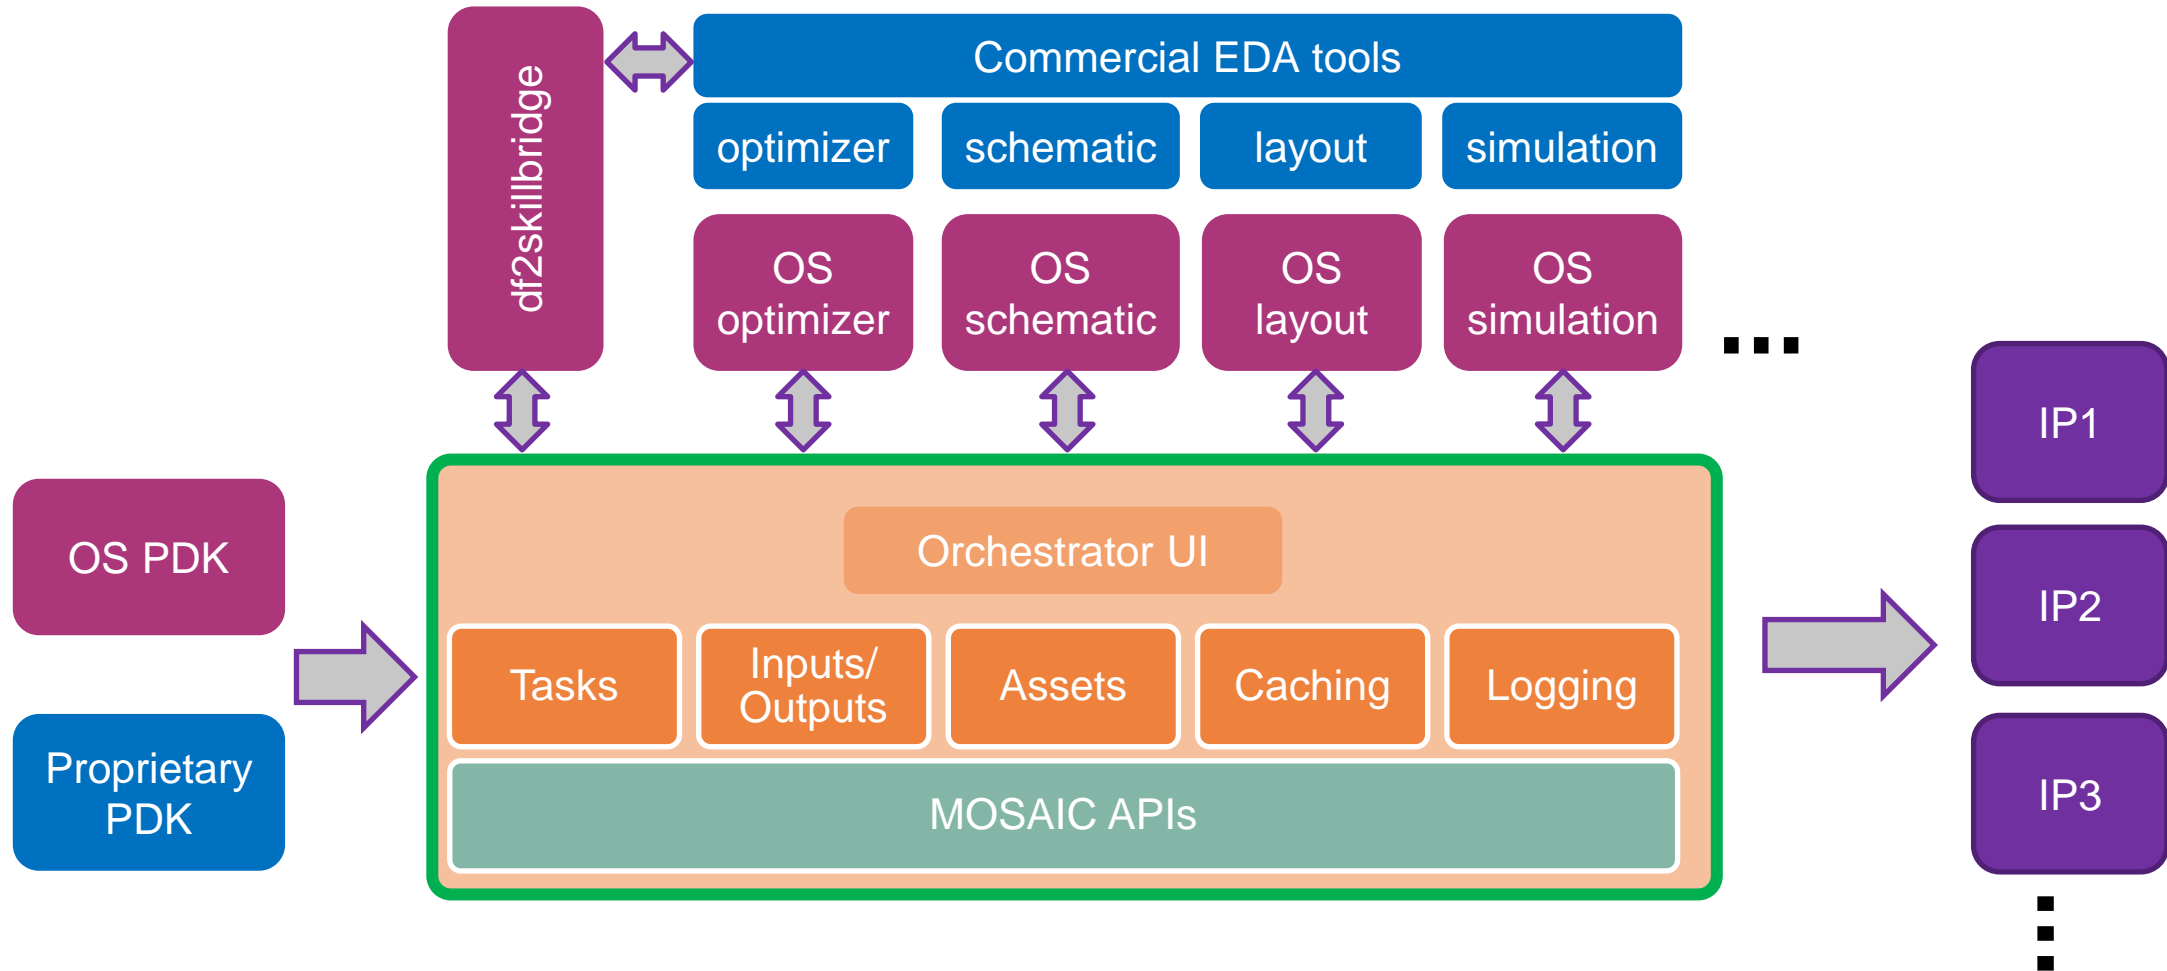 df2skillbridge
Commercial EDA tools
optimizer
schematic
layout
simulation
OS
optimizer
OS
schematic
OS
layout
OS
simulation
...
OS PDK
Proprietary
PDK
Orchestrator UI
Tasks
Inputs/
Outputs
Assets
Caching
Logging
MOSAIC APIs
IP1
IP2
IP3